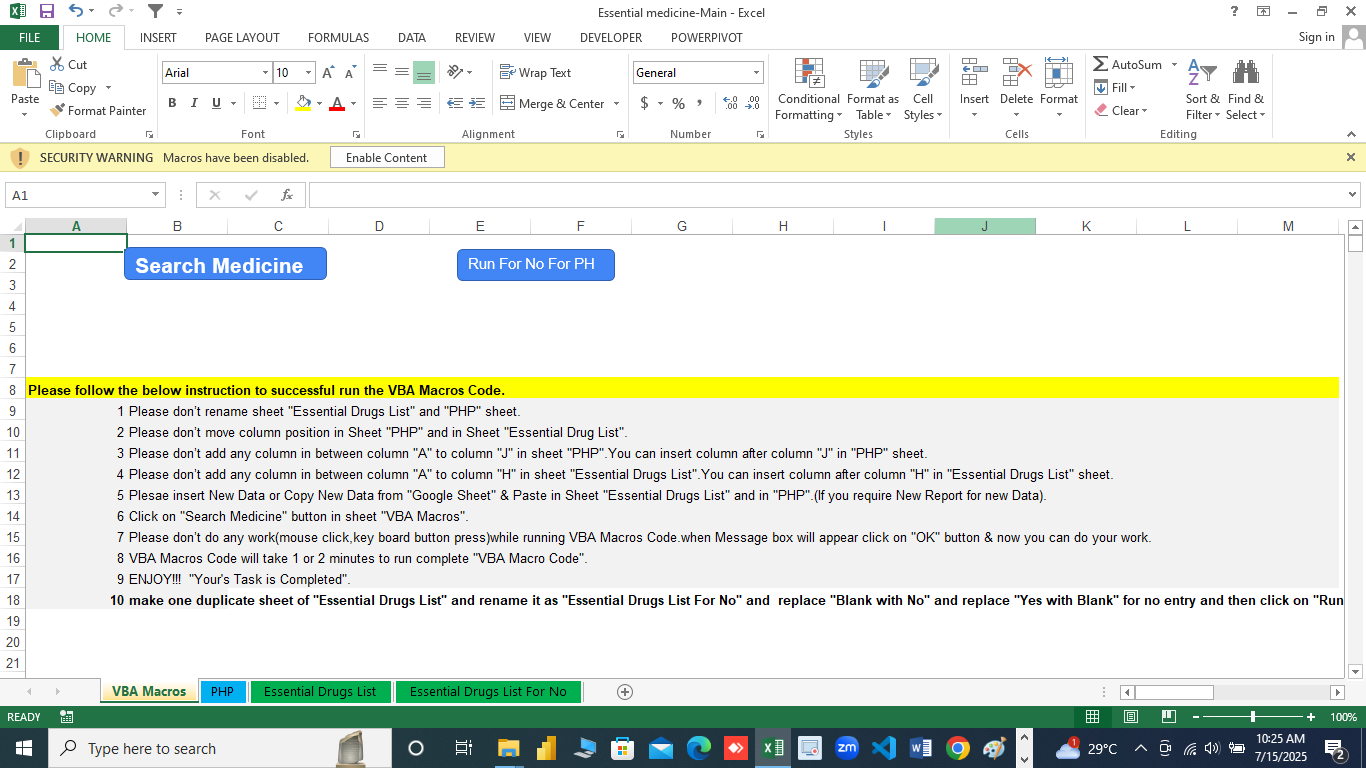 Essential medicine-Main - Excel
?
FILE HOME INSERT PAGE LAYOUT FORMULAS DATA REVIEW VIEW DEVELOPER POWERPIVOT Sign in
Paste Cut Copy Format Painter
Arial 10
B I U A
Wrap Text
Merge & Center
General
$ % ,
Conditional Formatting Format as Table Cell Styles
Insert Delete Format
AutoSum Fill Clear
Sort & Filter Find & Select
Clipboard Font Alignment Number Styles Cells Editing
SECURITY WARNING Macros have been disabled. Enable Content
A1 fx
A B C D E F G H I J K L M
1
2 Search Medicine Run For No For PH
3
4
5
6
7
8 Please follow the below instruction to successful run the VBA Macros Code.
9 1 Please don't rename sheet "Essential Drugs List" and "PHP" sheet.
10 2 Please don't move column position in Sheet "PHP" and in Sheet "Essential Drug List".
11 3 Please don't add any column in between column "A" to column "J" in sheet "PHP".You can insert column after column "J" in "PHP" sheet.
12 4 Please don't add any column in between column "A" to column "H" in sheet "Essential Drugs List".You can insert column after column "H" in "Essential Drugs List" sheet.
13 5 Plesae insert New Data or Copy New Data from "Google Sheet" & Paste in Sheet "Essential Drugs List" and in "PHP".(If you require New Report for new Data).
14 6 Click on "Search Medicine" button in sheet "VBA Macros".
15 7 Please don't do any work(mouse click,key board button press)while running VBA Macros Code.when Message box will appear click on "OK" button & now you can do your work.
16 8 VBA Macros Code will take 1 or 2 minutes to run complete "VBA Macro Code".
17 9 ENJOY!!! "Your's Task is Completed".
18 10 make one duplicate sheet of "Essential Drugs List" and rename it as "Essential Drugs List For No" and replace "Blank with No" and replace "Yes with Blank" for no entry and then click on "Run
19
20
21
VBA Macros PHP Essential Drugs List Essential Drugs List For No
READY 100%
Type here to search 1 29°C 10:25 AM
7/15/2025 2